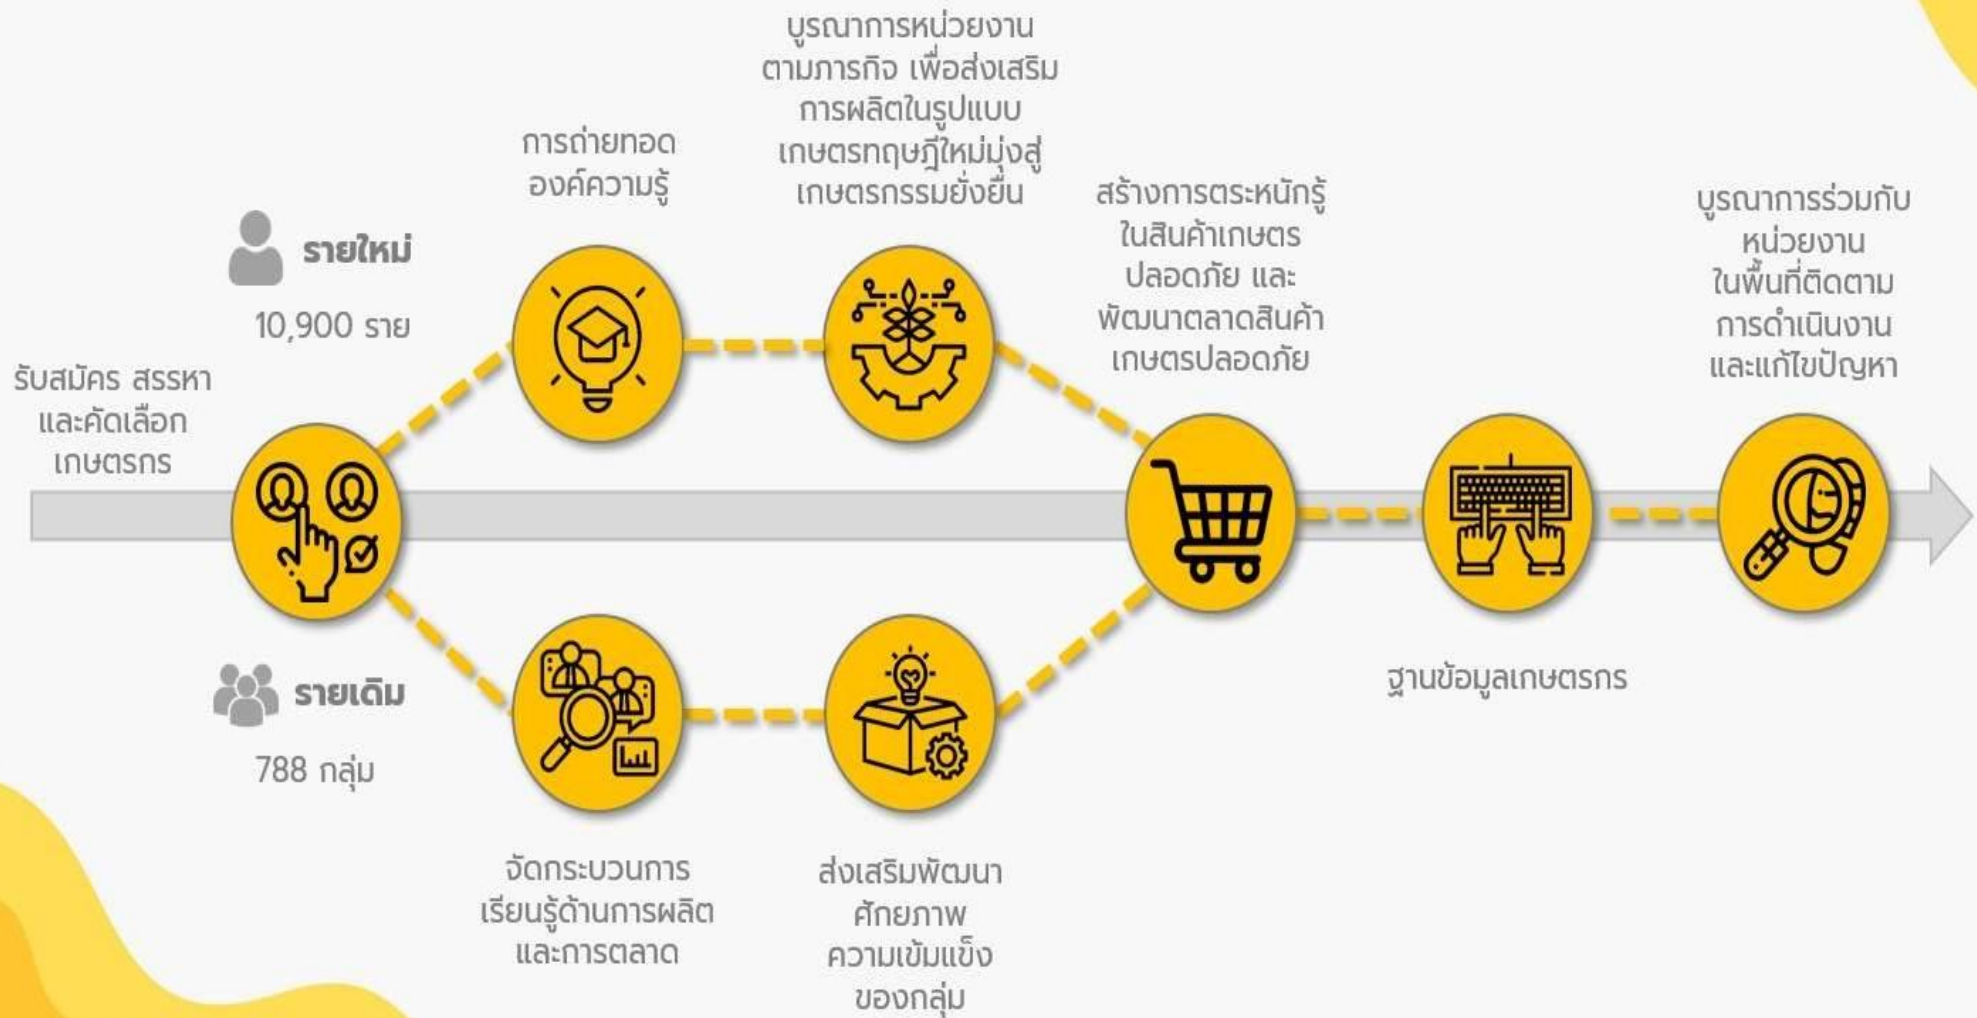 รับสมัคร สรรหา
และคัดเลือก
เกษตรกร
รายใหม่
10,900 ราย
การถ่ายทอด
องค์ความรู้
บูรณาการหน่วยงาน
ตามภารกิจ เพื่อส่งเสริม
การผลิตในรูปแบบ
เกษตรทฤษฎีใหม่มุ่งสู่
เกษตรกรรมยั่งยืน
รายเดิม
788 กลุ่ม
จัดกระบวนการ
เรียนรู้ด้านการผลิต
และการตลาด
ส่งเสริมพัฒนา
ศักยภาพ
ความเข้มแข็ง
ของกลุ่ม
สร้างการตระหนักรู้
ในสินค้าเกษตร
ปลอดภัย และ
พัฒนาตลาดสินค้า
เกษตรปลอดภัย
ฐานข้อมูลเกษตรกร
บูรณาการร่วมกับ
หน่วยงาน
ในพื้นที่ติดตาม
การดำเนินงาน
และแก้ไขปัญหา